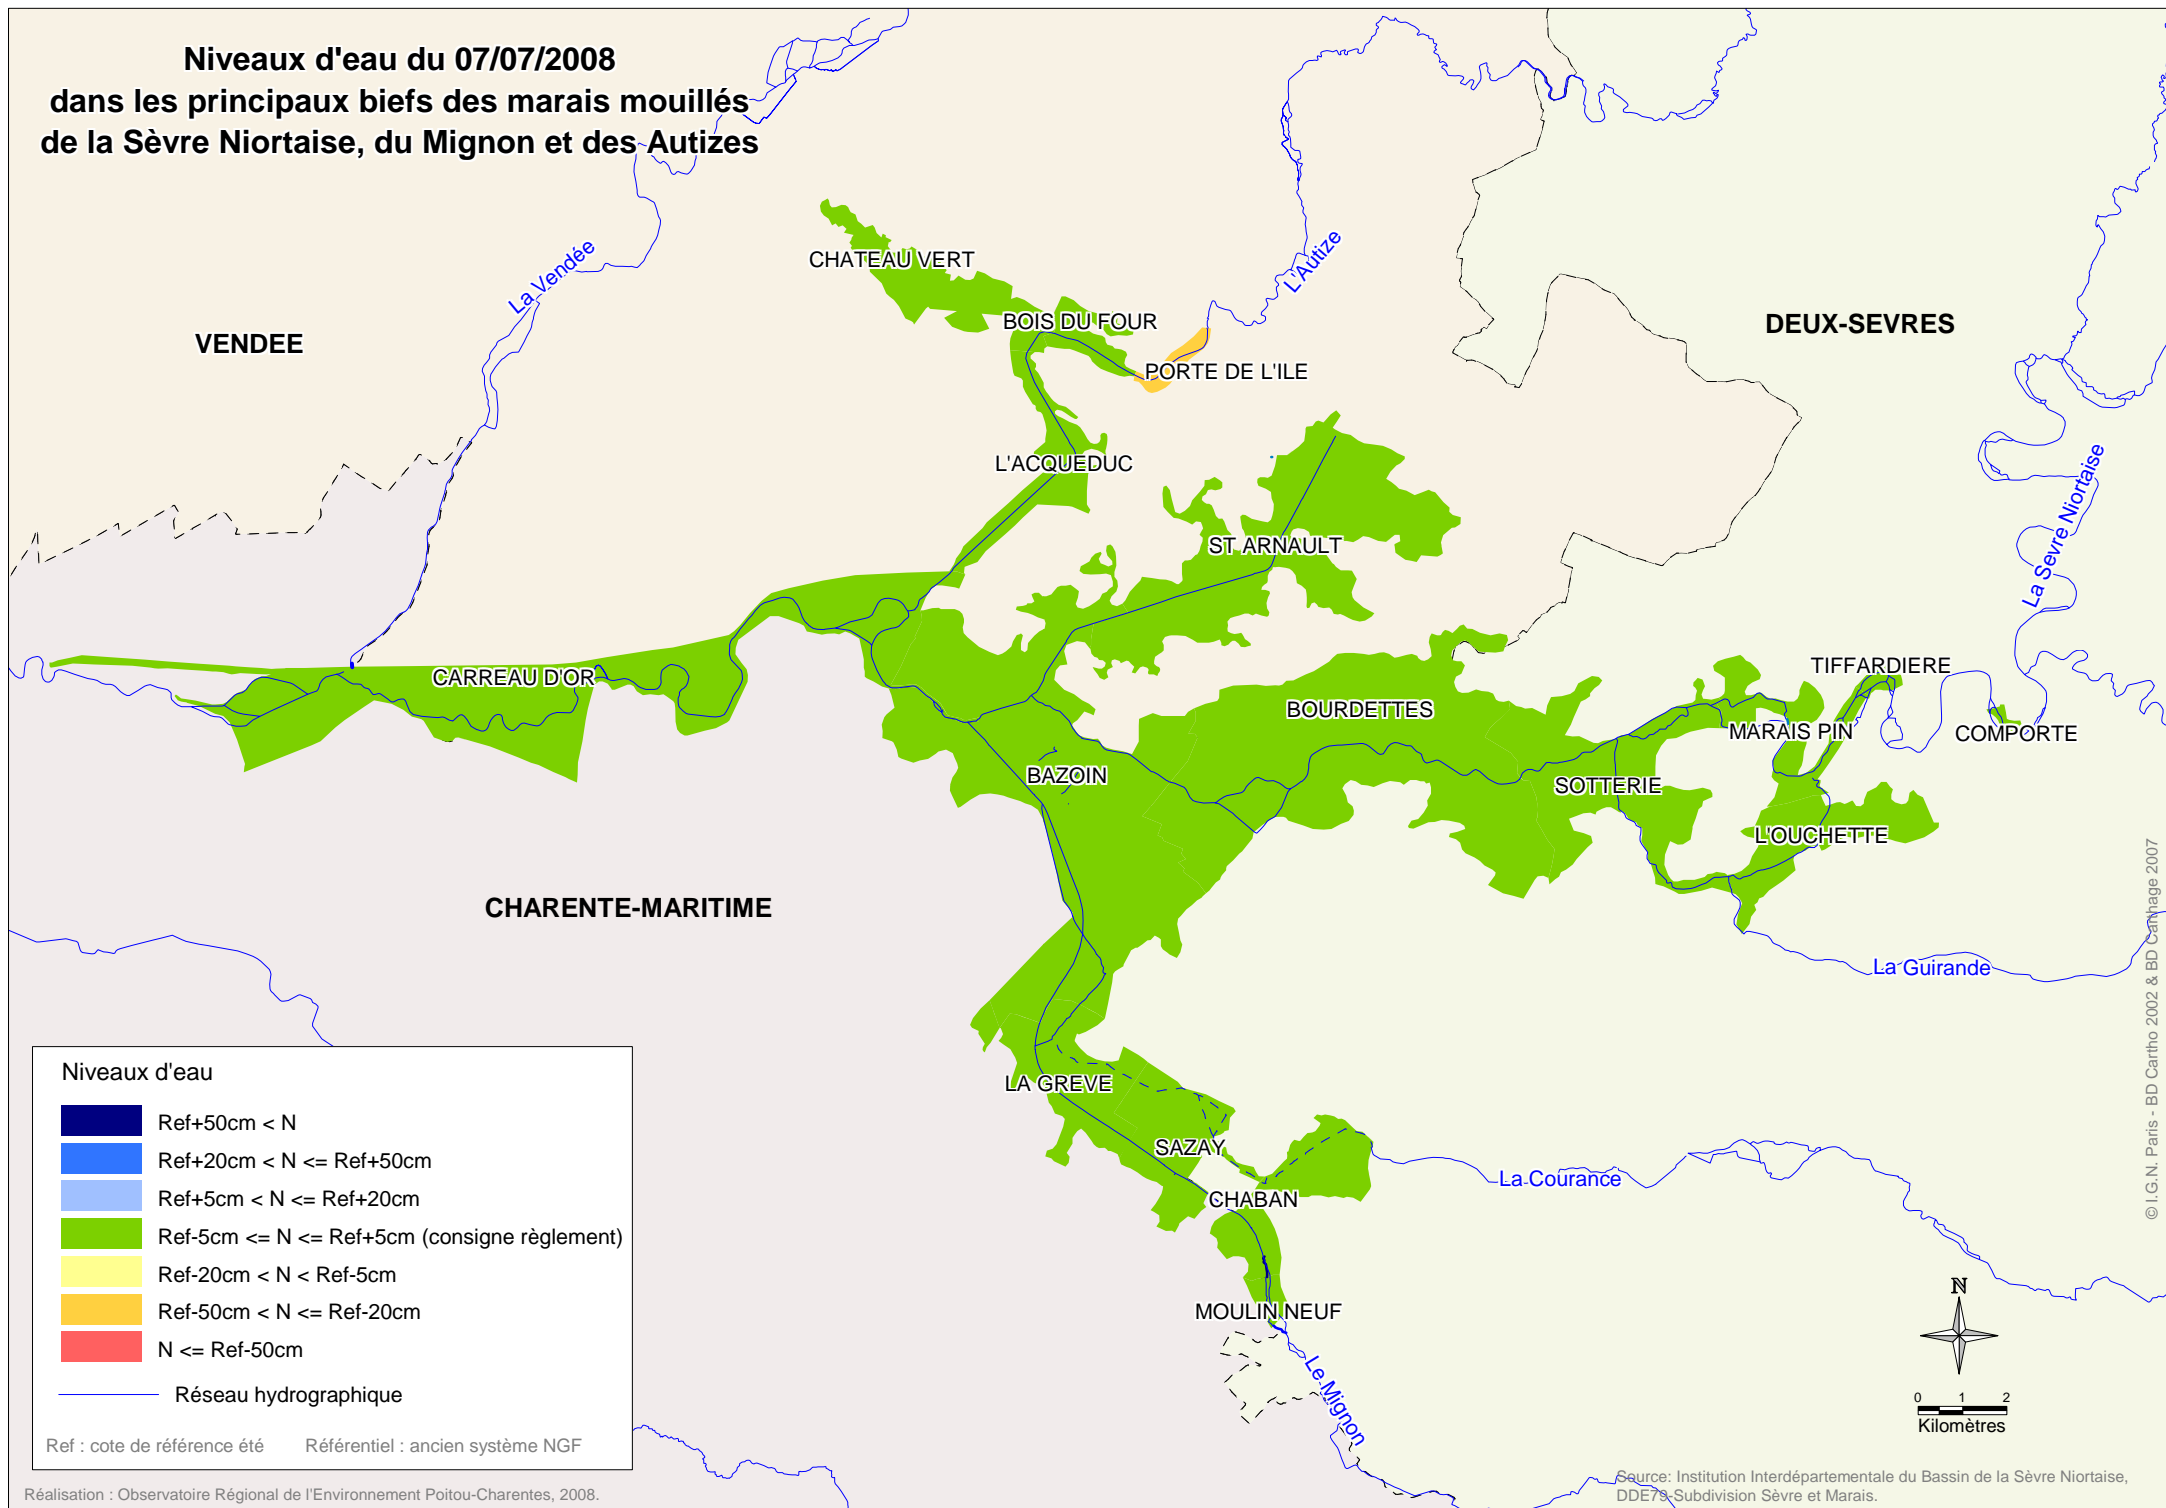 Niveaux d'eau du 07/07/2008
dans les principaux biefs des marais mouillés
de la Sèvre Niortaise, du Mignon et des Autizes
CHATEAU VERT
La Vendée
L'Autize
VENDEE
BOIS DU FOUR
DEUX-SEVRES
PORTE DE L'ILE
L'ACQUEDUC
La Sèvre Niortaise
ST ARNAULT
CARREAU D'OR
TIFFARDIERE
BOURDETTES
MARAIS PIN
COMPORTE
BAZOIN
SOTTERIE
L'OUCHETTE
CHARENTE-MARITIME
La Guirande
LA GREVE
SAZAY
CHABAN
La Courance
MOULIN NEUF
Le Mignon
Niveaux d'eau
Ref+50cm < N
Ref+20cm < N <= Ref+50cm
Ref+5cm < N <= Ref+20cm
Ref-5cm <= N <= Ref+5cm (consigne règlement)
Ref-20cm < N < Ref-5cm
Ref-50cm < N <= Ref-20cm
N <= Ref-50cm
Réseau hydrographique
Ref : cote de référence été Référentiel : ancien système NGF
Réalisation : Observatoire Régional de l'Environnement Poitou-Charentes, 2008.
N
0 1 2
Kilomètres
Source: Institution Interdépartementale du Bassin de la Sèvre Niortaise,
DDE79-Subdivision Sèvre et Marais.
© I.G.N. Paris - BD Cartho 2002 & BD Carthage 2007